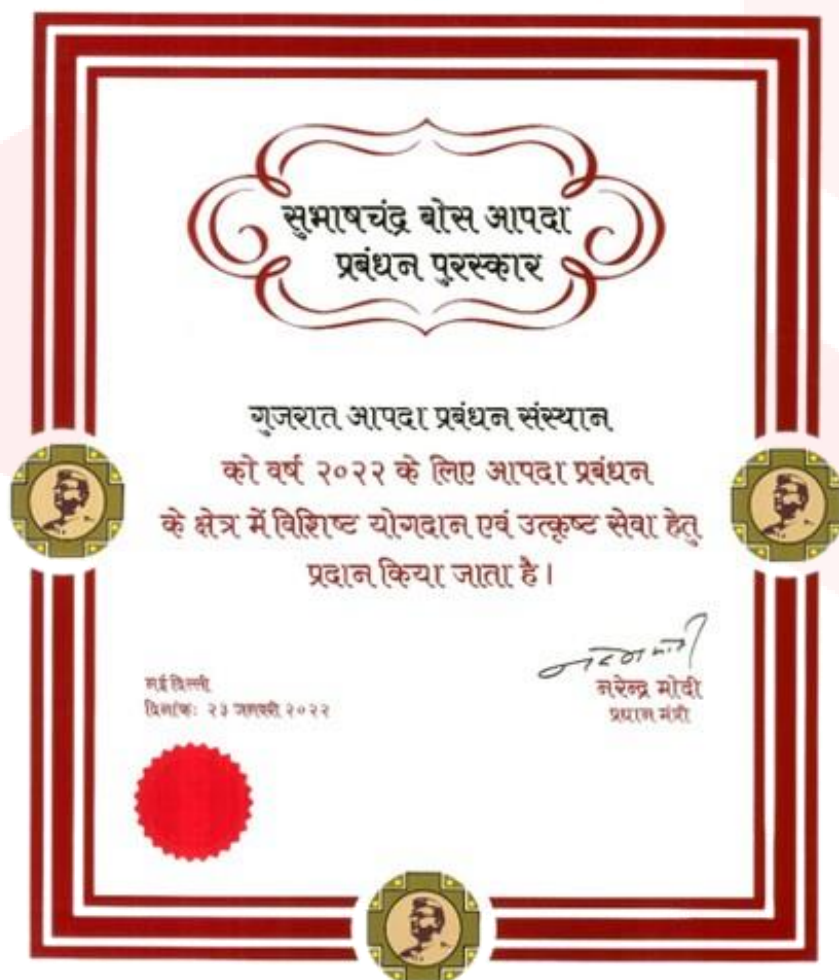 सुभाषचंद्र बोस आपदा
प्रबंधन पुरस्कार
गुजरात आपदा प्रबंधन संस्थान
को वर्ष २०२२ के लिए आपदा प्रबंधन
के क्षेत्र में विशिष्ट योगदान एवं उत्कृष्ट सेवा हेतु
प्रदान किया जाता है।
नरेन्द्र मोदी
प्रधान मंत्री
नई दिल्ली
दिनांकः २३ जनवरी २०२२